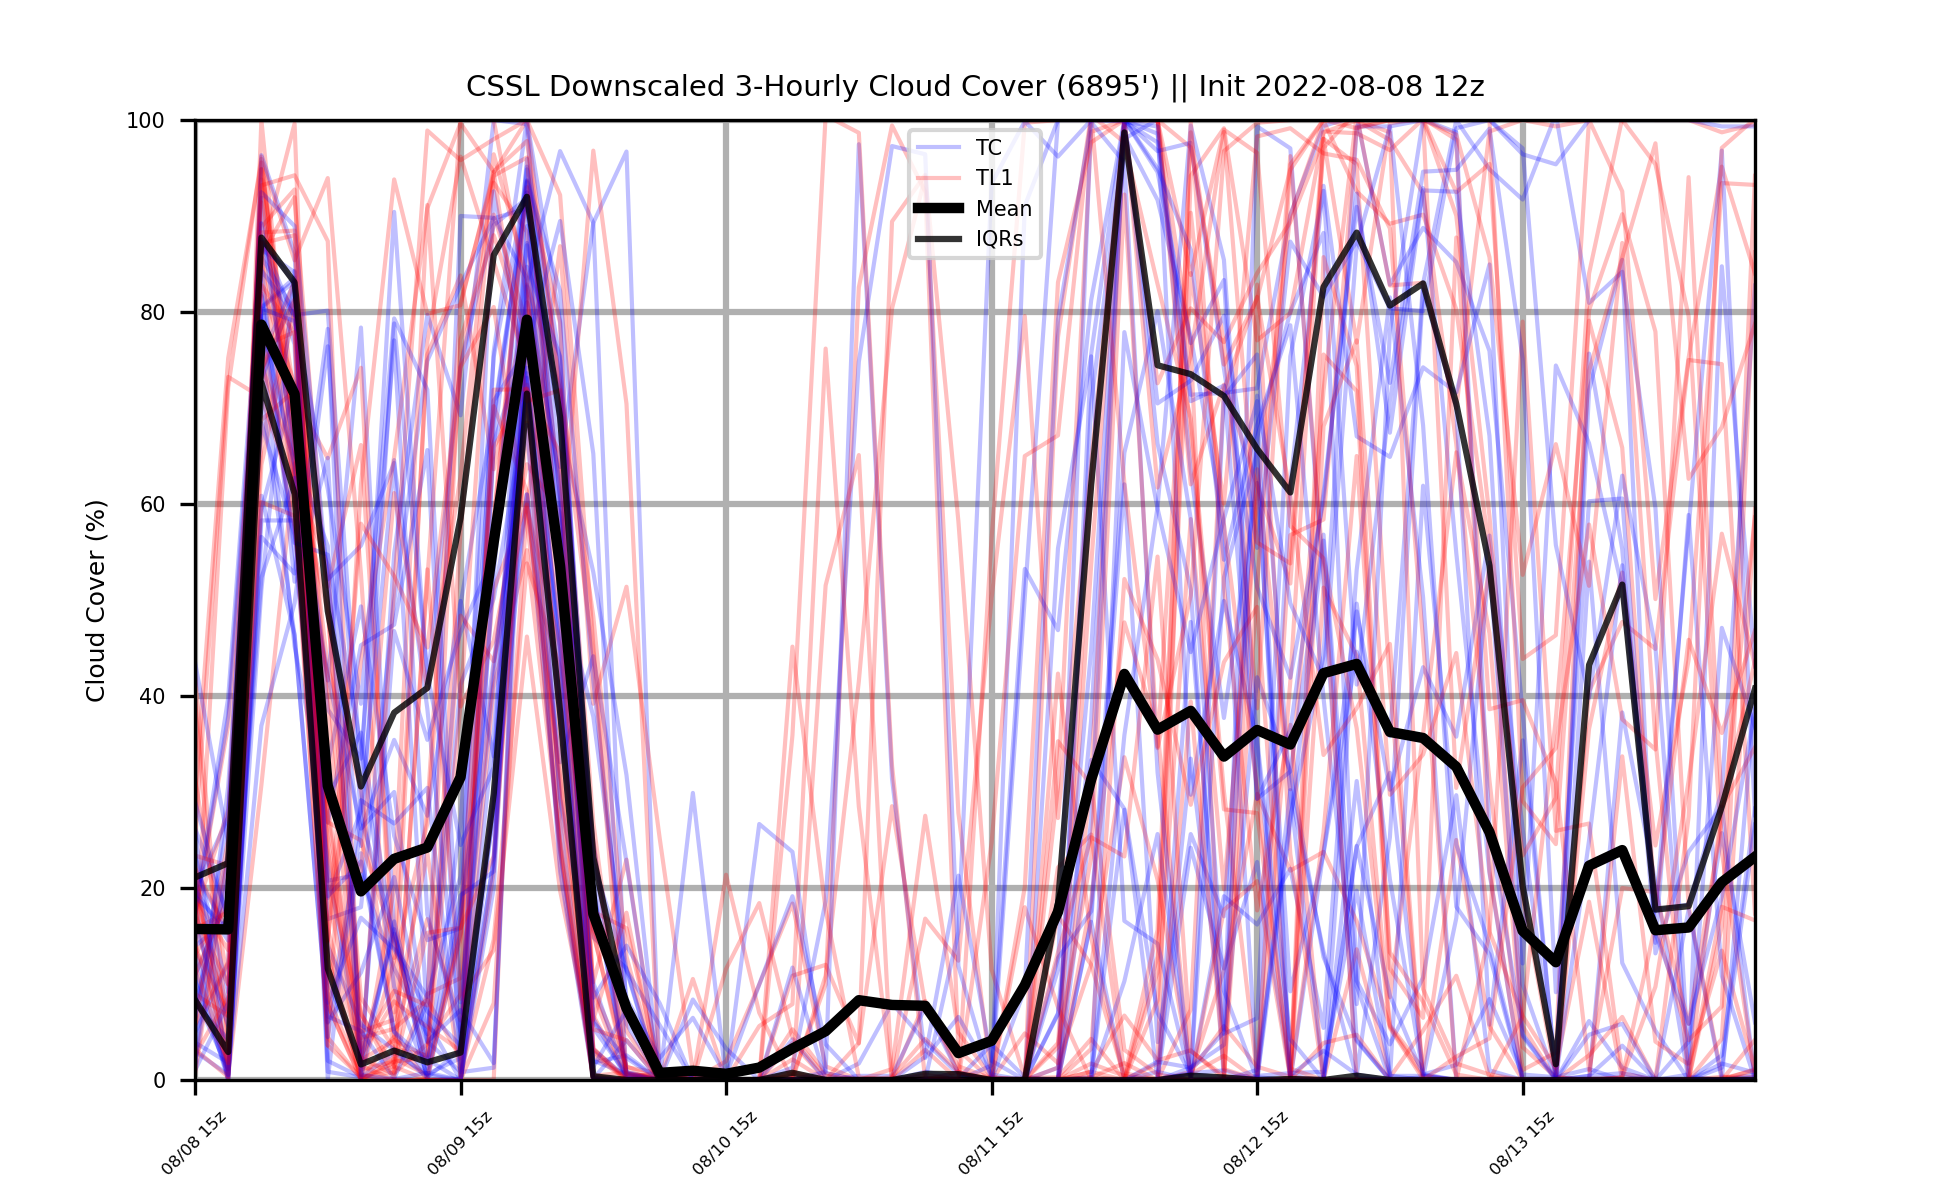 CSSL Downscaled 3-Hourly Cloud Cover (6895') || Init 2022-08-08 12z
Cloud Cover (%)
100
80
60
40
20
0
TC
TL1
Mean
IQRs
08/08 15z
08/09 15z
08/10 15z
08/11 15z
08/12 15z
08/13 15z